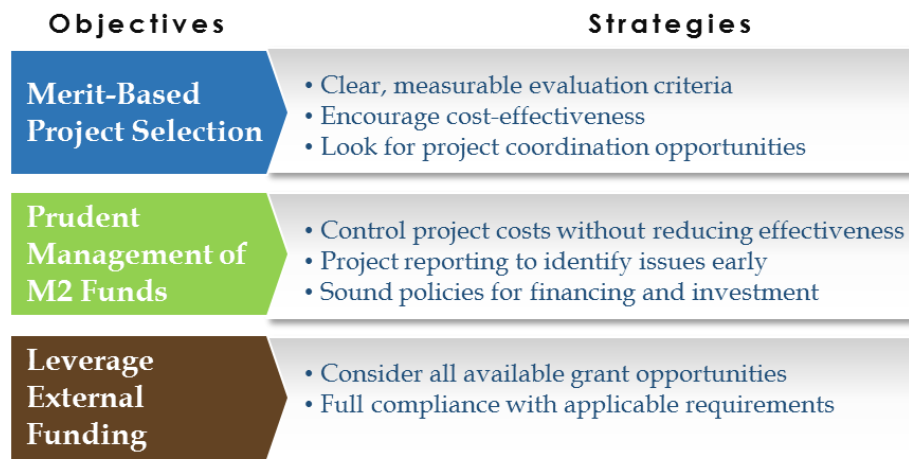 Objectives
Strategies
Merit-Based
Project Selection
• Clear, measurable evaluation criteria
• Encourage cost-effectiveness
• Look for project coordination opportunities
Prudent
Management of
M2 Funds
• Control project costs without reducing effectiveness
• Project reporting to identify issues early
• Sound policies for financing and investment
Leverage
External
Funding
• Consider all available grant opportunities
• Full compliance with applicable requirements